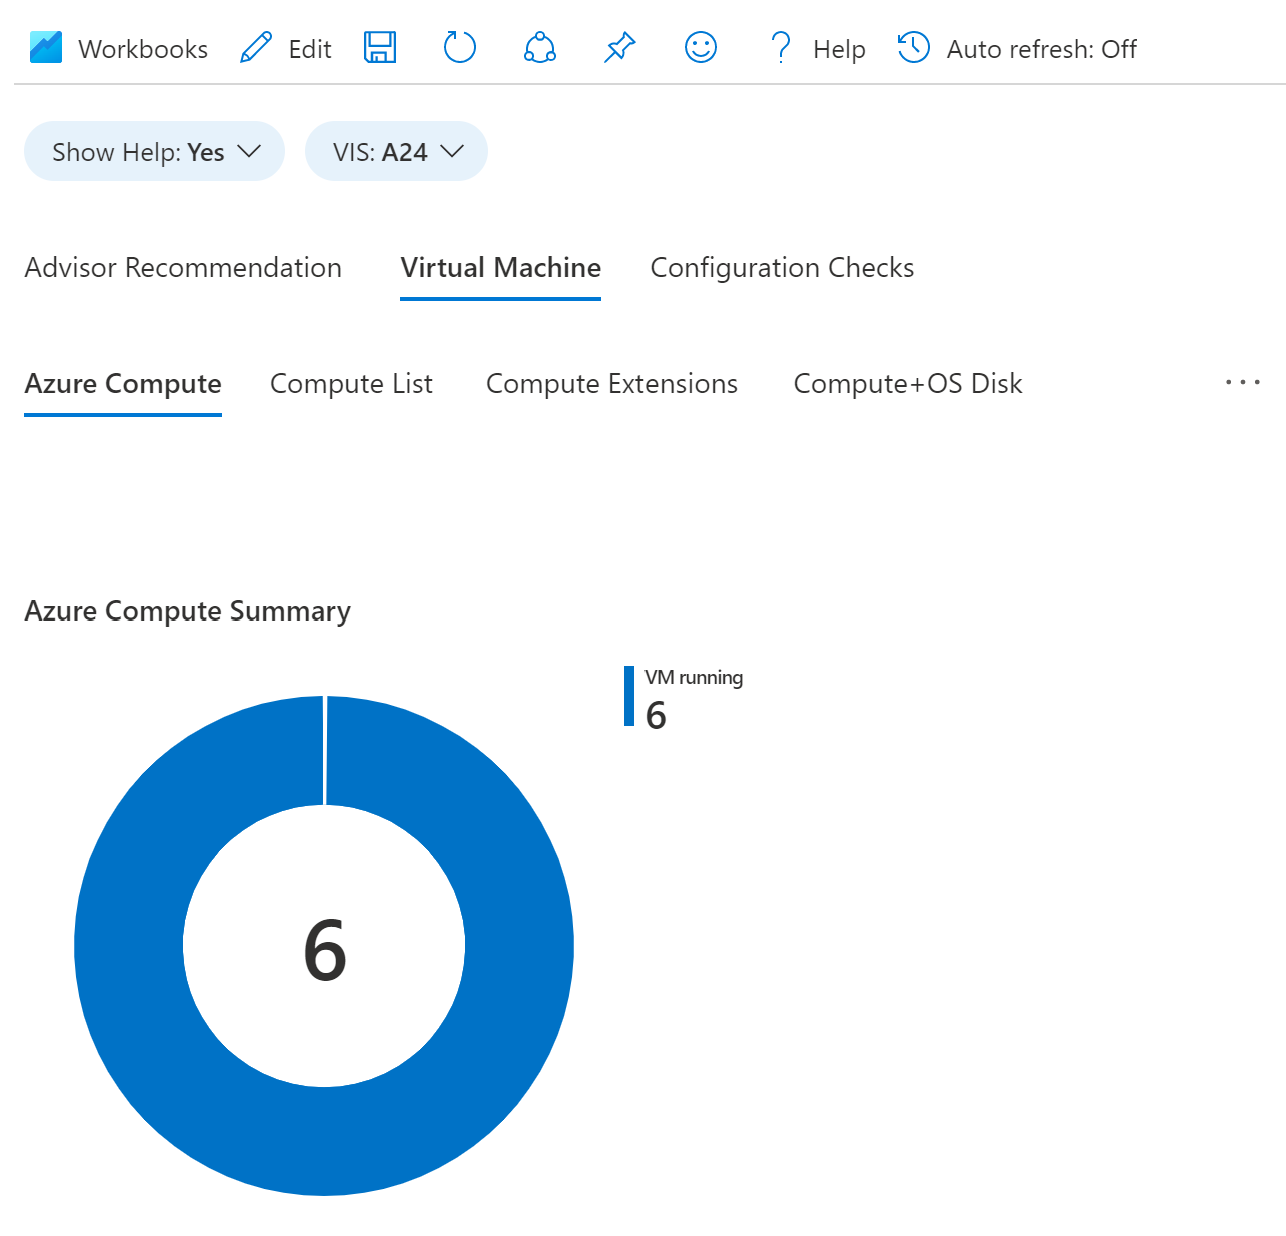 Workbooks Edit Help Auto refresh: Off
Show Help: Yes VIS: A24
Advisor Recommendation Virtual Machine Configuration Checks
Azure Compute Compute List Compute Extensions Compute+OS Disk ...
Azure Compute Summary
VM running
6
6